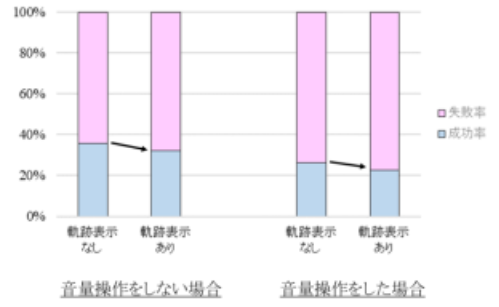 100%
80%
60%
40%
20%
0%
軌跡表示
なし
軌跡表示
あり
軌跡表示
なし
軌跡表示
あり
音量操作をしない場合
音量操作をした場合
失敗率
成功率